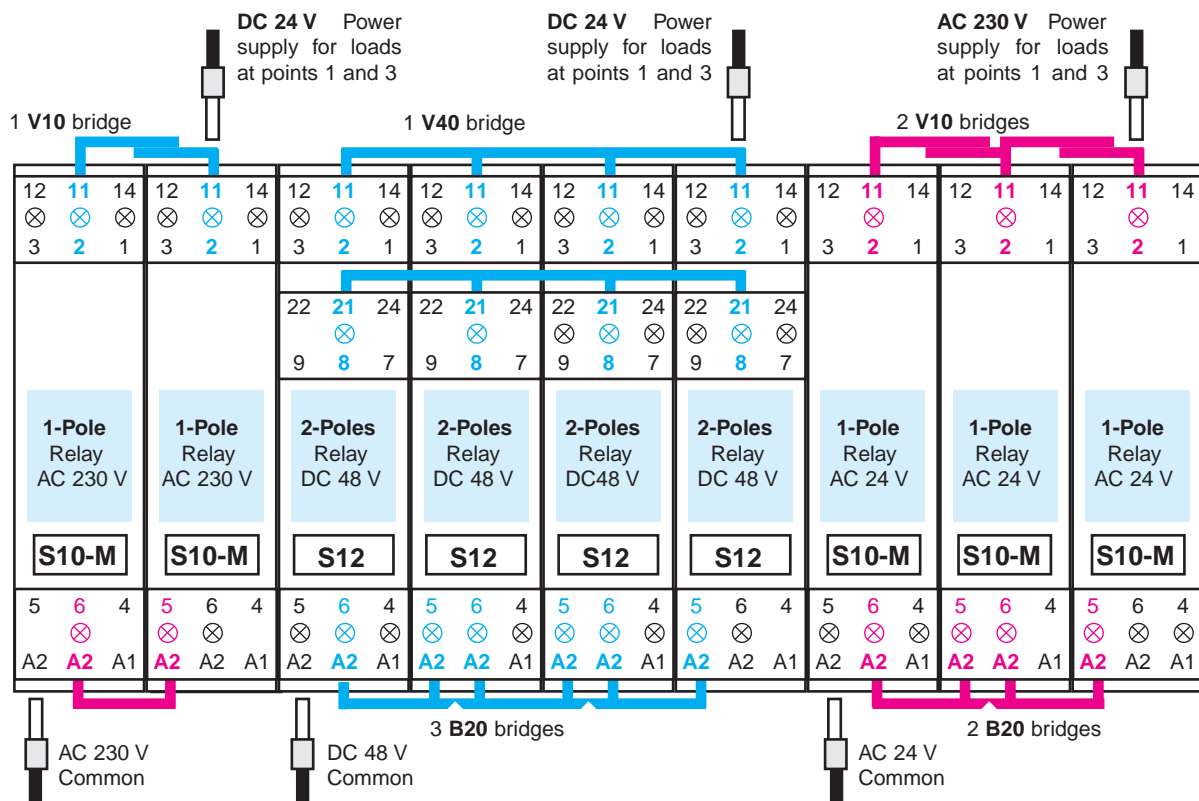 DC 24 V Power
supply for loads
at points 1 and 3
DC 24 V Power
supply for loads
at points 1 and 3
AC 230 V Power
supply for loads
at points 1 and 3
1 V10 bridge
1 V40 bridge
2 V10 bridges
12 11 14 12 11 14 12 11 14 12 11 14 12 11 14 12 11 14 12 11 14 12 11 14 12 11 14
3 2 1 3 2 1 3 2 1 3 2 1 3 2 1 3 2 1 3 2 1 3 2 1 3 2 1
22 21 24 22 21 24 22 21 24 22 21 24
9 8 7 9 8 7 9 8 7 9 8 7
1-Pole
Relay
AC 230 V
1-Pole
Relay
AC 230 V
2-Poles
Relay
DC 48 V
2-Poles
Relay
DC 48 V
2-Poles
Relay
DC48 V
2-Poles
Relay
DC 48 V
1-Pole
Relay
AC 24 V
1-Pole
Relay
AC 24 V
1-Pole
Relay
AC 24 V
S10-M S10-M S12 S12 S12 S12 S10-M S10-M S10-M
5 6 4 5 6 4 5 6 4 5 6 4 5 6 4 5 6 4 5 6 4 5 6 4 5 6 4
A2 A2 A1 A2 A2 A1 A2 A2 A1 A2 A2 A1 A2 A2 A1 A2 A2 A1 A2 A2 A1 A2 A2 A1 A2 A2 A1
3 B20 bridges
2 B20 bridges
AC 230 V
Common
DC 48 V
Common
AC 24 V
Common